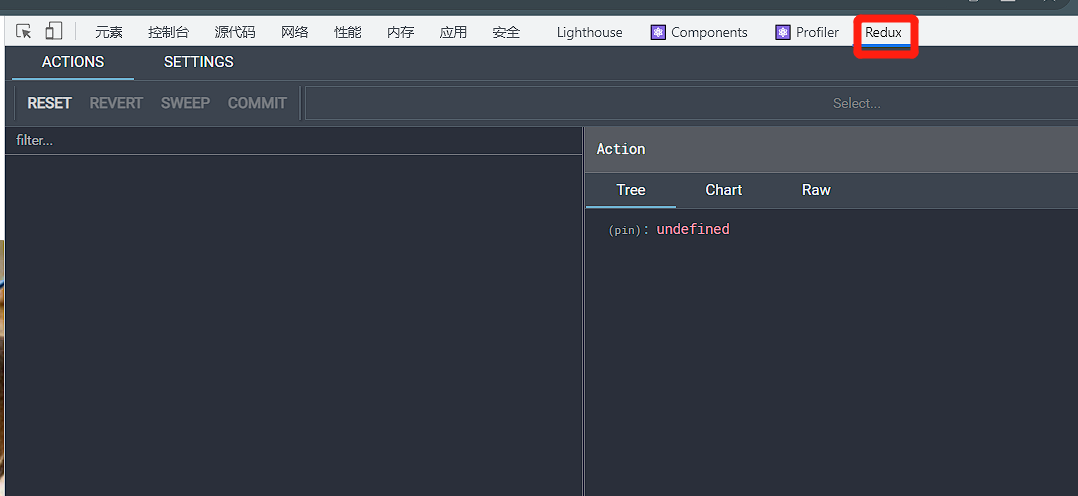 元素 控制台 源代码 网络 性能 内存 应用 安全 Lighthouse Components Profiler Redux
ACTIONS SETTINGS
RESET REVERT SWEEP COMMIT Select...
filter...
Action
Tree Chart Raw
(pin): undefined